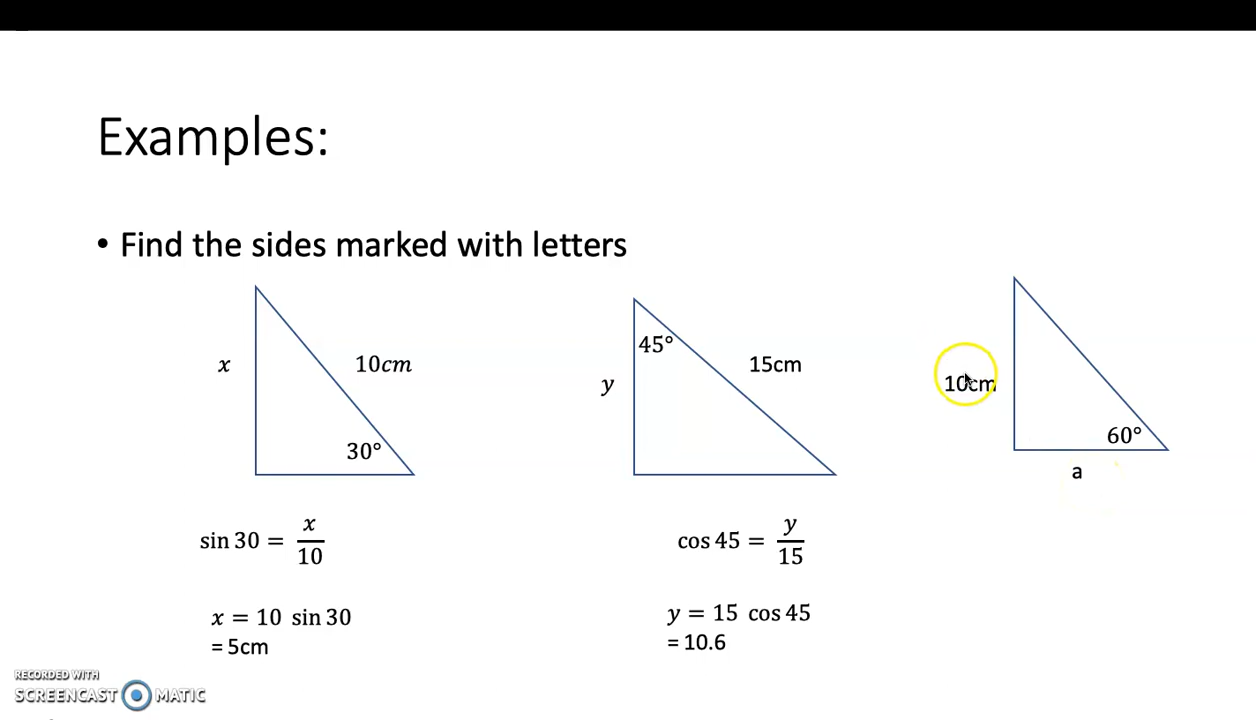 Examples:
• Find the sides marked with letters
x
10cm
30°
45°
y
15cm
10cm
60°
a
sin 30 = x/10
x = 10 sin 30
= 5cm
cos 45 = y/15
y = 15 cos 45
= 10.6
RECORDED WITH
SCREENCAST MATIC